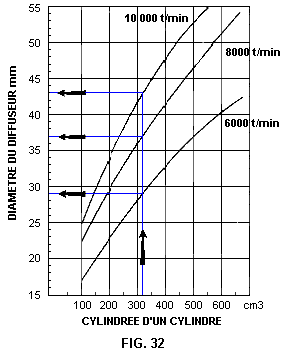 55
10 000 t/min
50
8000 t/min
45
40
6000 t/min
35
30
25
20
15
DIAMETRE DU DIFFUSEUR mm
100 200 300 400 500 600 cm3
CYLINDREE D'UN CYLINDRE
FIG. 32